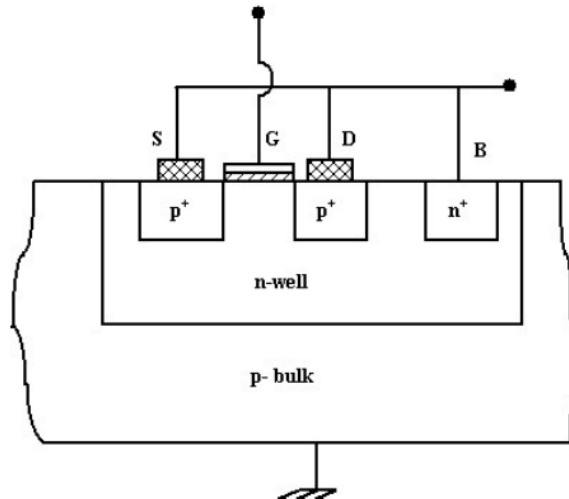 S G D B
p+ p+ n+
n-well
p- bulk